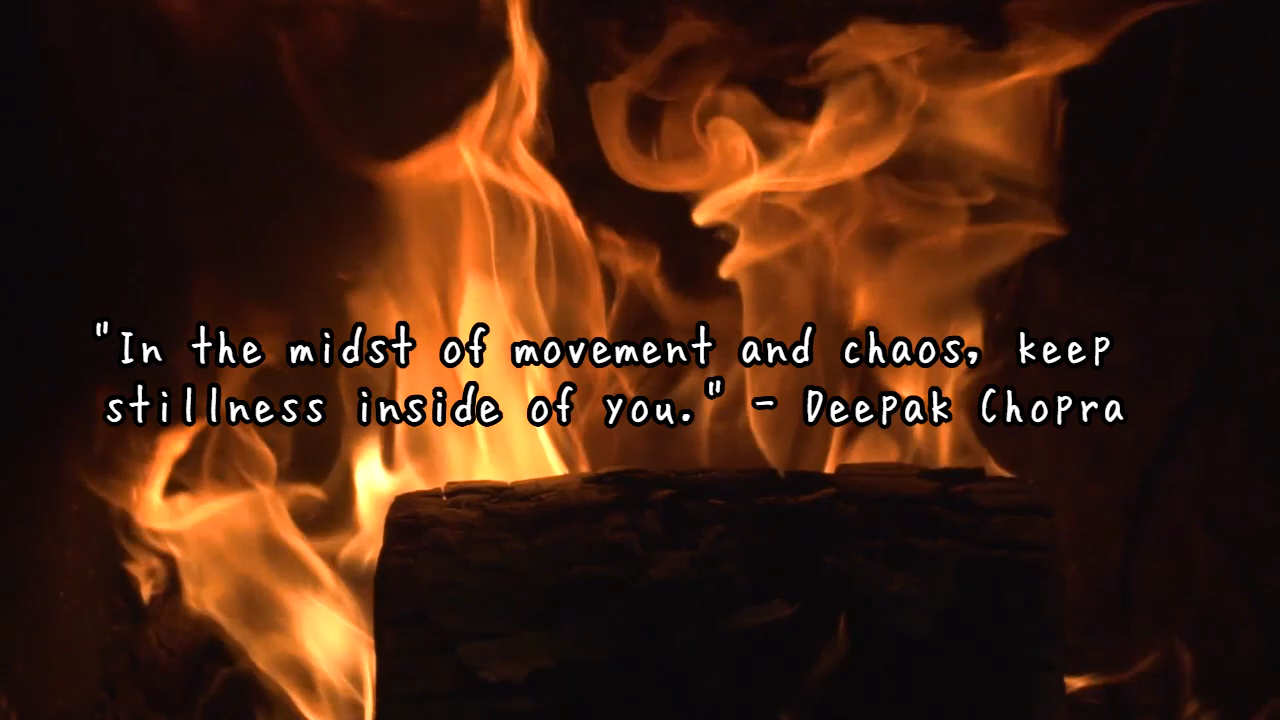 "In the midst of movement and chaos, keep
stillness inside of you." - Deepak Chopra